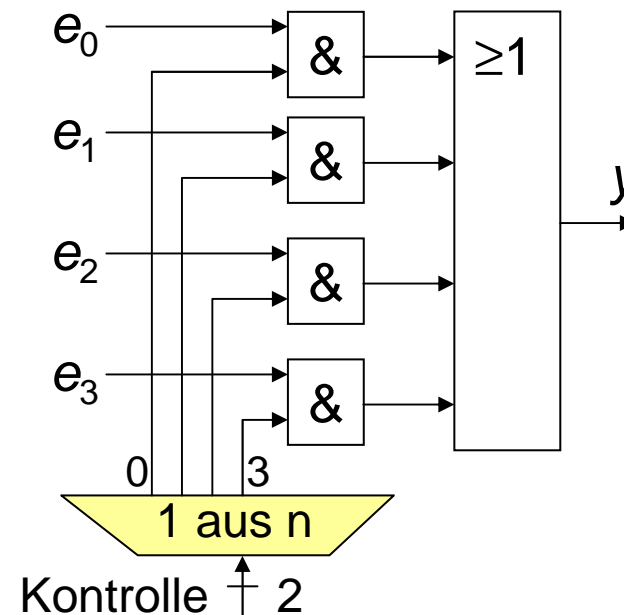 e₀
&
≥1
e₁
&
y
e₂
&
e₃
&
0 3
1 aus n
Kontrolle 2